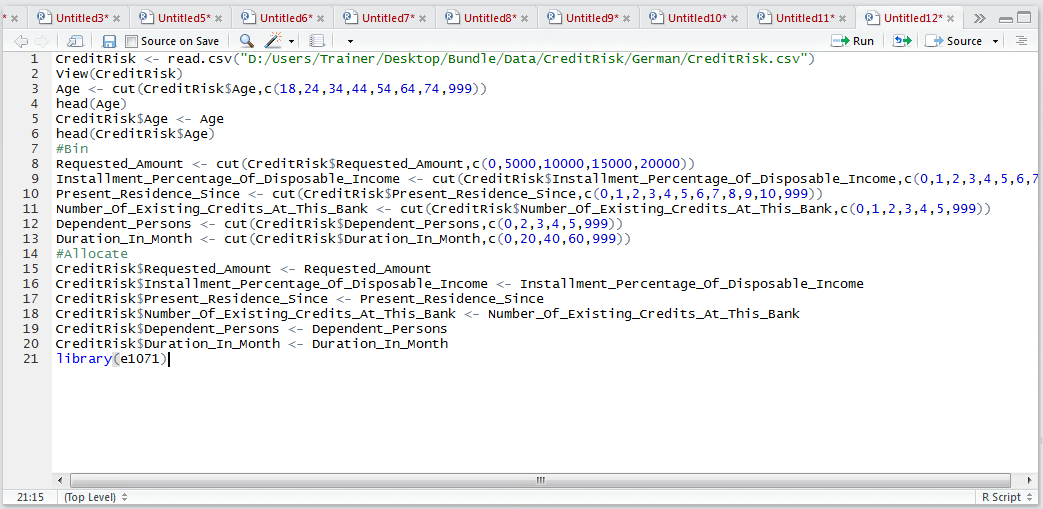 * Untitled3* Untitled5* Untitled6* Untitled7* Untitled8* Untitled9* Untitled10* Untitled11* Untitled12*
Source on Save Run Source
1 CreditRisk <- read.csv("D:/Users/Trainer/Desktop/Bundle/Data/CreditRisk/German/CreditRisk.csv")
2 View(CreditRisk)
3 Age <- cut(CreditRisk$Age,c(18,24,34,44,54,64,74,999))
4 head(Age)
5 CreditRisk$Age <- Age
6 head(CreditRisk$Age)
7 #Bin
8 Requested_Amount <- cut(CreditRisk$Requested_Amount,c(0,5000,10000,15000,20000))
9 Installment_Percentage_Of_Disposable_Income <- cut(CreditRisk$Installment_Percentage_Of_Disposable_Income,c(0,1,2,3,4,5,6,7
10 Present_Residence_Since <- cut(CreditRisk$Present_Residence_Since,c(0,1,2,3,4,5,6,7,8,9,10,999))
11 Number_Of_Existing_Credits_At_This_Bank <- cut(CreditRisk$Number_Of_Existing_Credits_At_This_Bank,c(0,1,2,3,4,5,999))
12 Dependent_Persons <- cut(CreditRisk$Dependent_Persons,c(0,2,3,4,5,999))
13 Duration_In_Month <- cut(CreditRisk$Duration_In_Month,c(0,20,40,60,999))
14 #Allocate
15 CreditRisk$Requested_Amount <- Requested_Amount
16 CreditRisk$Installment_Percentage_Of_Disposable_Income <- Installment_Percentage_Of_Disposable_Income
17 CreditRisk$Present_Residence_Since <- Present_Residence_Since
18 CreditRisk$Number_Of_Existing_Credits_At_This_Bank <- Number_Of_Existing_Credits_At_This_Bank
19 CreditRisk$Dependent_Persons <- Dependent_Persons
20 CreditRisk$Duration_In_Month <- Duration_In_Month
21 library(e1071)
21:15 (Top Level) R Script